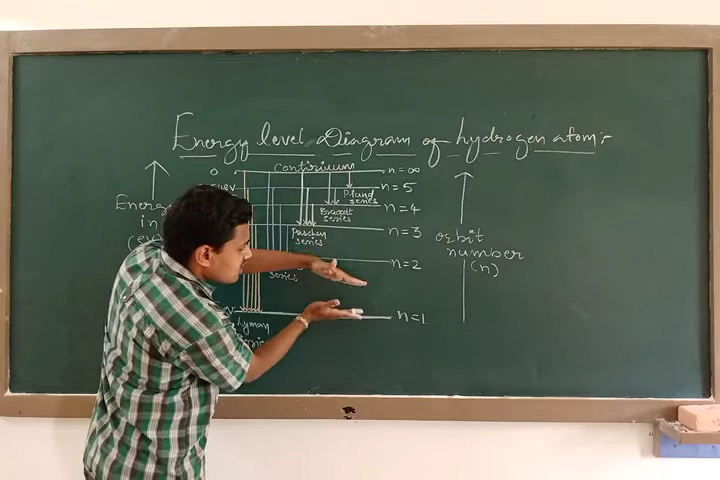 Energy level Diagram of hydrogen atom:-
0 continuum n=∞
n=5
Pfund
series
n=4
Brackt
series
n=3
Paschen
series
Energy
in
(ev)
orbit
number
(n)
n=2
series
n=1
Lyman